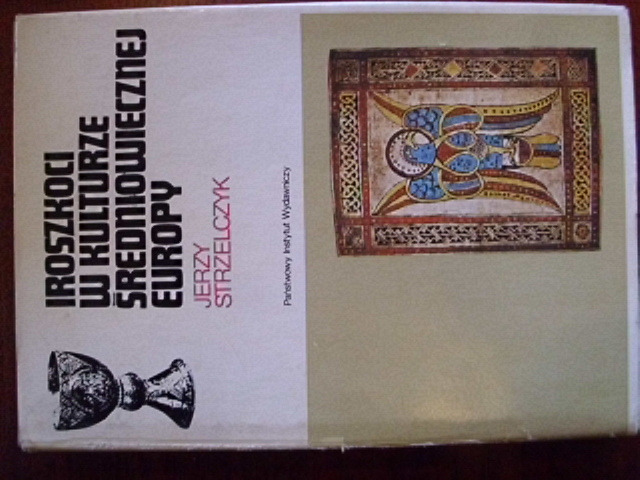 IROSZKOCI
W KULTURZE
ŚREDNIOWIECZNEJ
EUROPY
JERZY
STRZELCZYK
Państwowy Instytut Wydawniczy